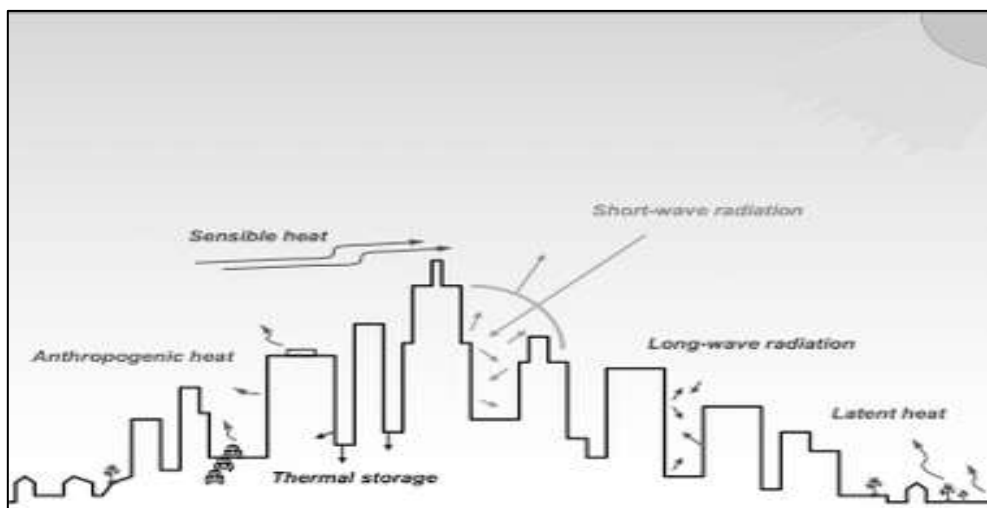 Short-wave radiation
Sensible heat
Anthropogenic heat
Long-wave radiation
Latent heat
Thermal storage